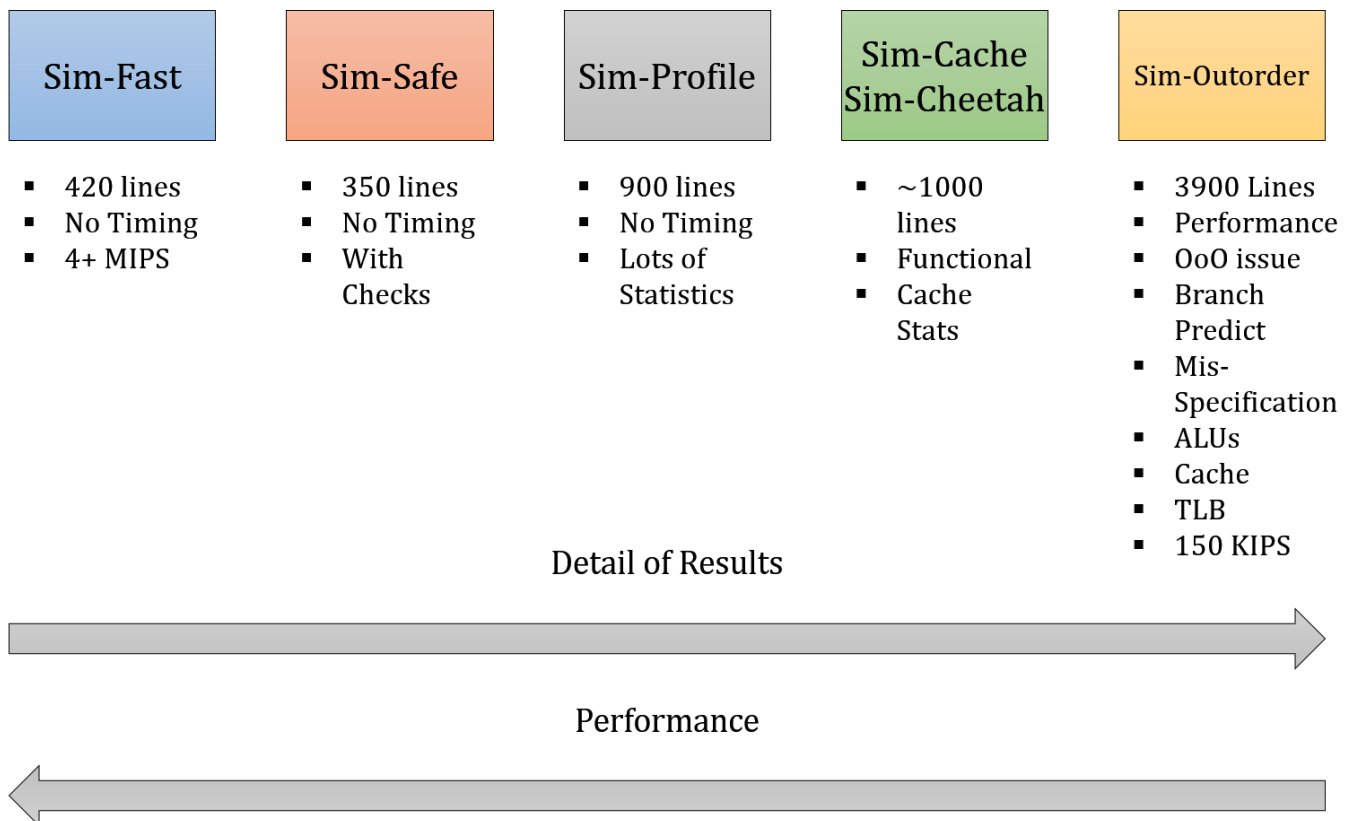 Sim-Fast
▪ 420 lines
▪ No Timing
▪ 4+ MIPS
Sim-Safe
▪ 350 lines
▪ No Timing
▪ With
Checks
Sim-Profile
▪ 900 lines
▪ No Timing
▪ Lots of
Statistics
Sim-Cache
Sim-Cheetah
▪ ~1000
lines
▪ Functional
▪ Cache
Stats
Sim-Outorder
▪ 3900 Lines
▪ Performance
▪ OoO issue
▪ Branch
Predict
▪ Mis-
Specification
▪ ALUs
▪ Cache
▪ TLB
▪ 150 KIPS
Detail of Results
Performance